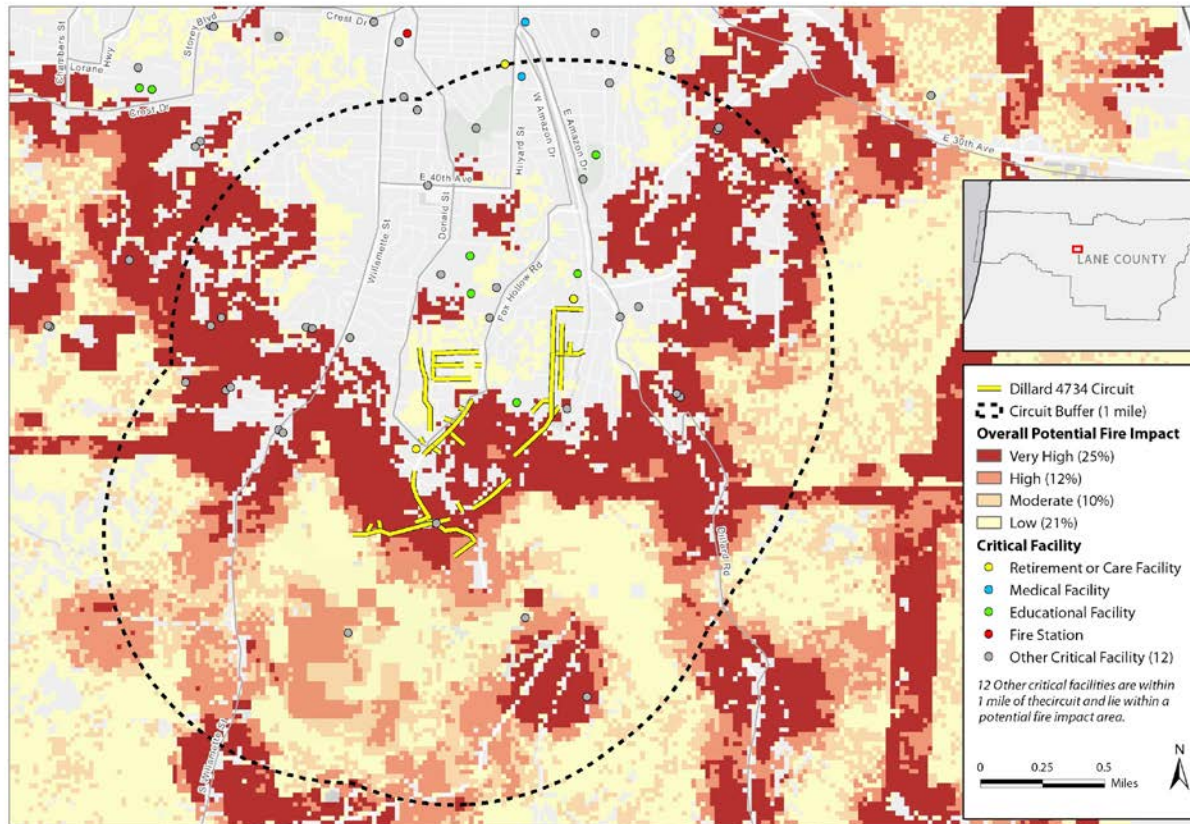 Crest Dr
Chambers St
Lorane Hwy
Storey Blvd
Crest Dr
W Amazon Dr
E Amazon Dr
Hilyard St
E 30th Ave
E 40th Ave
Donald St
Willamette St
Fox Hollow Rd
Dillard Rd
S Willamette St
LANE COUNTY
Dillard 4734 Circuit
Circuit Buffer (1 mile)
Overall Potential Fire Impact
Very High (25%)
High (12%)
Moderate (10%)
Low (21%)
Critical Facility
Retirement or Care Facility
Medical Facility
Educational Facility
Fire Station
Other Critical Facility (12)
12 Other critical facilities are within
1 mile of thecircuit and lie within a
potential fire impact area.
N
0 0.25 0.5
Miles